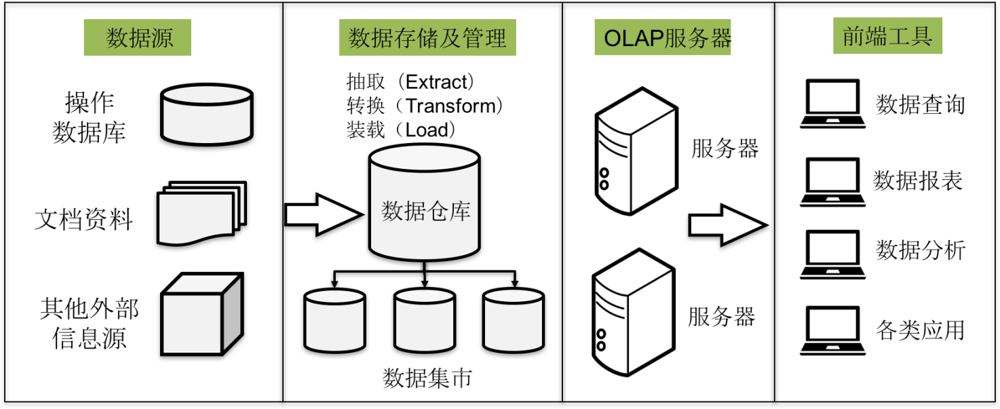 数据源
操作
数据库
文档资料
其他外部
信息源
数据存储及管理
抽取（Extract）
转换（Transform）
装载（Load）
数据仓库
数据集市
OLAP服务器
服务器
服务器
前端工具
数据查询
数据报表
数据分析
各类应用